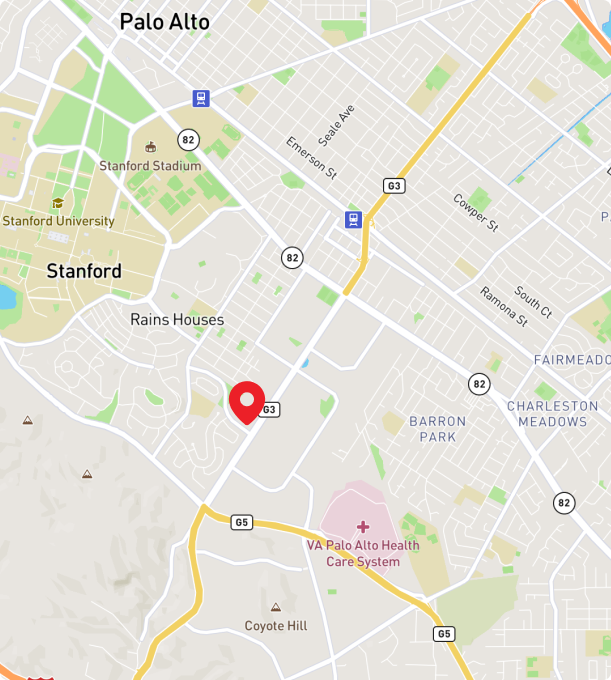 Palo Alto
Seale Ave
82
Emerson St
Stanford Stadium
G3
Stanford University
Cowper St
82
Stanford
Ramona St
South Ct
Rains Houses
FAIRMEADO
82
G3
CHARLESTON
MEADOWS
BARRON
PARK
82
G5
VA Palo Alto Health
Care System
Coyote Hill
G5